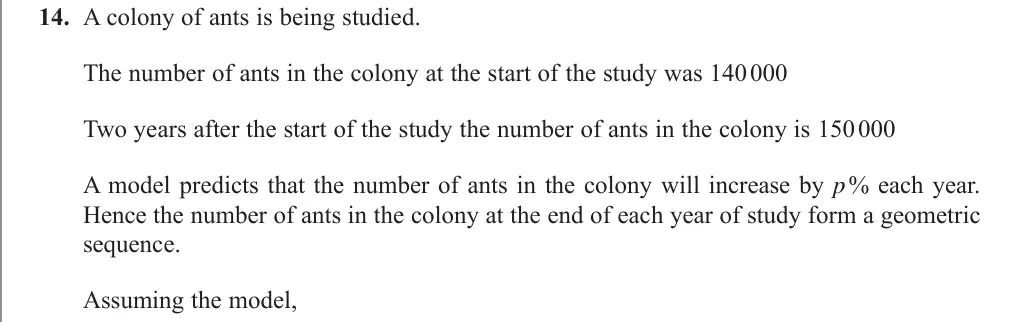 14. A colony of ants is being studied.
The number of ants in the colony at the start of the study was 140 000
Two years after the start of the study the number of ants in the colony is 150 000
A model predicts that the number of ants in the colony will increase by p% each year.
Hence the number of ants in the colony at the end of each year of study form a geometric
sequence.
Assuming the model,